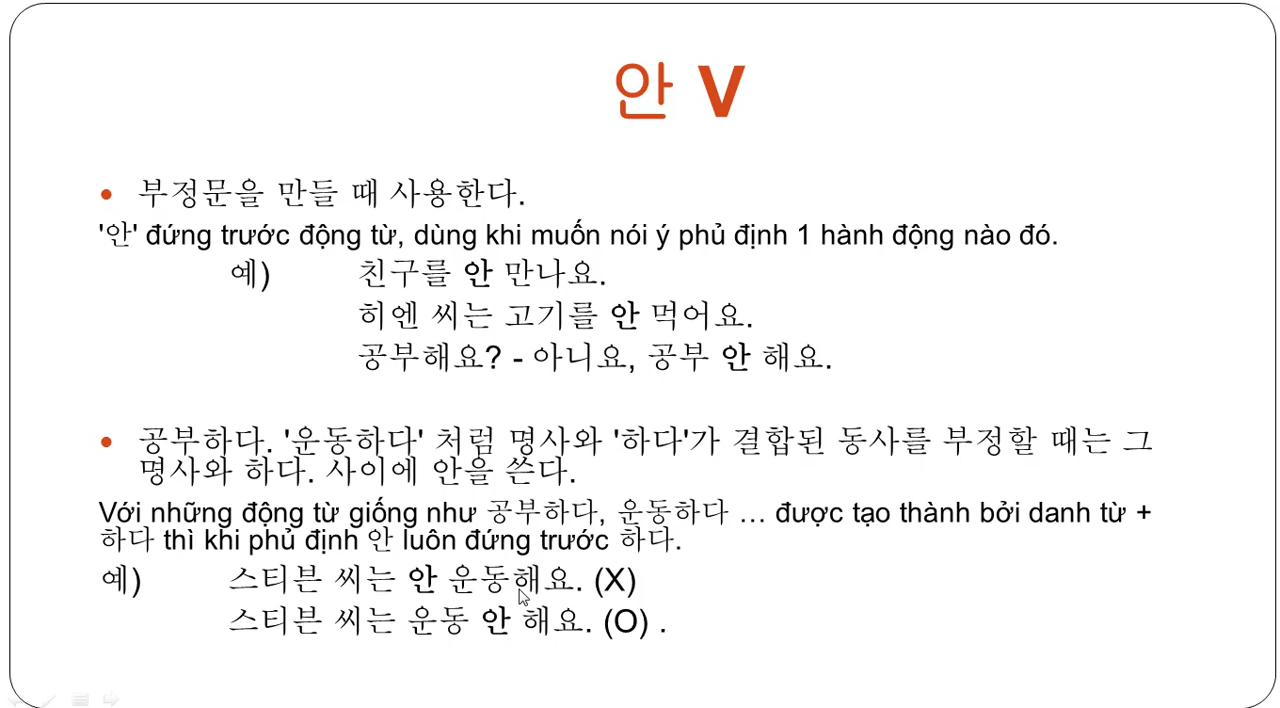 안 V
• 부정문을 만들 때 사용한다.
'안' đứng trước động từ, dùng khi muốn nói ý phủ định 1 hành động nào đó.
예) 친구를 안 만나요.
히엔 씨는 고기를 안 먹어요.
공부해요? - 아니요, 공부 안 해요.
• 공부하다. '운동하다' 처럼 명사와 '하다'가 결합된 동사를 부정할 때는 그
명사와 하다. 사이에 안을 쓴다.
Với những động từ giống như 공부하다, 운동하다 … được tạo thành bởi danh từ +
하다 thì khi phủ định 안 luôn đứng trước 하다.
예) 스티븐 씨는 안 운동해요. (X)
스티븐 씨는 운동 안 해요. (O) .